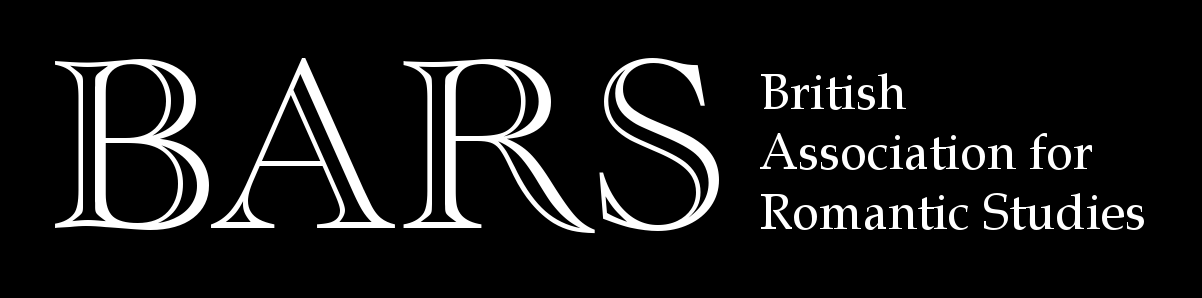 BARS
British
Association for
Romantic Studies